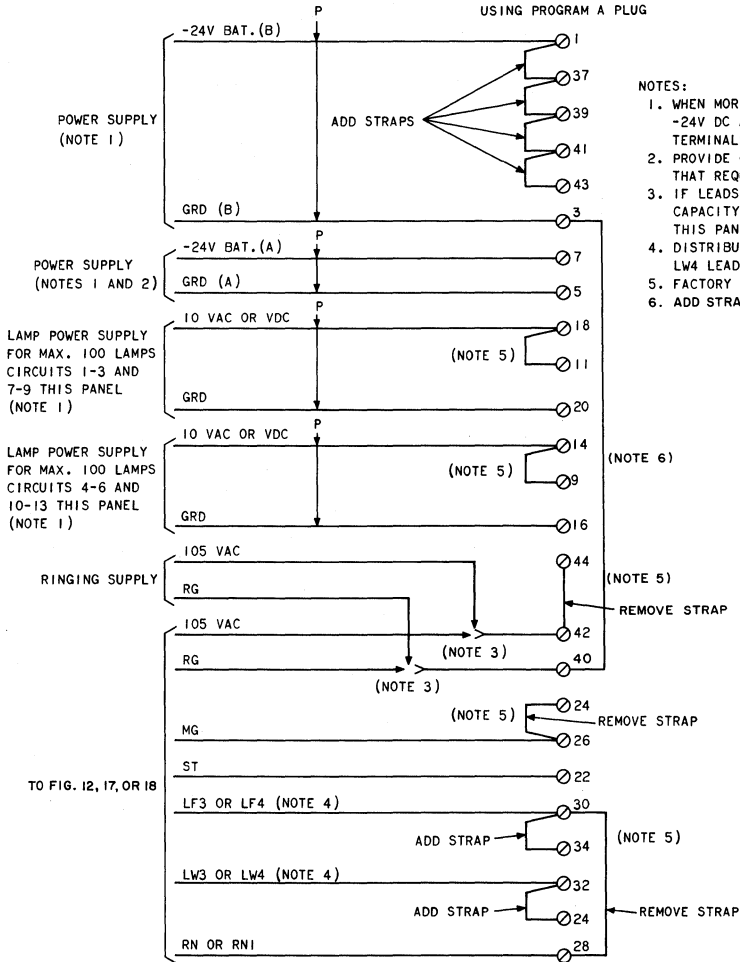 P
USING PROGRAM A PLUG
-24V BAT.(B)
1
37
ADD STRAPS
39
41
43
POWER SUPPLY
(NOTE 1)
GRD (B)
3
NOTES:
1. WHEN MOR
-24V DC
TERMINAL
2. PROVIDE
THAT REQ
3. IF LEADS
CAPACITY
THIS PAN
4. DISTRIBU
LW4 LEAD
5. FACTORY
6. ADD STRA
P
-24V BAT.(A)
7
POWER SUPPLY
(NOTES 1 AND 2)
GRD (A)
5
P
10 VAC OR VDC
18
(NOTE 5)
11
LAMP POWER SUPPLY
FOR MAX. 100 LAMPS
CIRCUITS 1-3 AND
7-9 THIS PANEL
(NOTE 1)
GRD
20
P
10 VAC OR VDC
14
(NOTE 5)
9
(NOTE 6)
LAMP POWER SUPPLY
FOR MAX. 100 LAMPS
CIRCUITS 4-6 AND
10-13 THIS PANEL
(NOTE 1)
GRD
16
105 VAC
44
RINGING SUPPLY
RG
(NOTE 5)
REMOVE STRAP
105 VAC
42
(NOTE 3)
RG
40
(NOTE 3)
24
(NOTE 5)
REMOVE STRAP
MG
26
ST
22
TO FIG. 12, 17, OR 18
LF3 OR LF4 (NOTE 4)
30
ADD STRAP
34
(NOTE 5)
LW3 OR LW4 (NOTE 4)
32
ADD STRAP
24
REMOVE STRAP
RN OR RN1
28